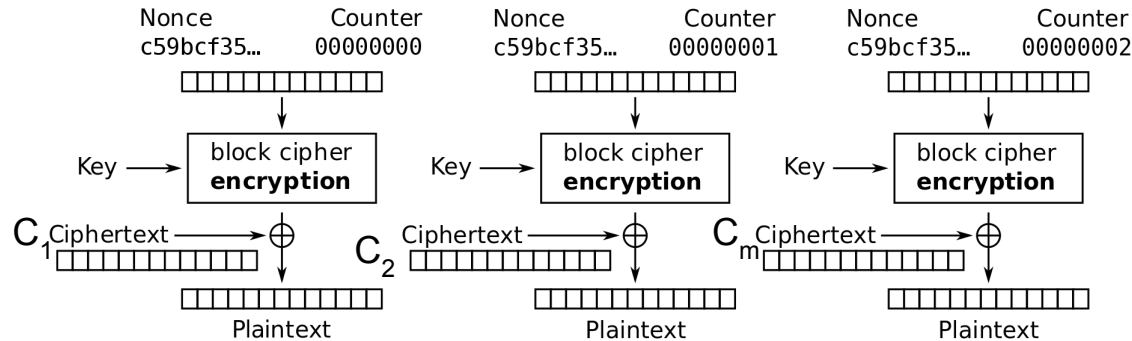 Nonce Counter Nonce Counter Nonce Counter
c59bcf35... 00000000 c59bcf35... 00000001 c59bcf35... 00000002
Key block cipher Key block cipher Key block cipher
encryption encryption encryption
C1 Ciphertext C2 Ciphertext Cm Ciphertext
Plaintext Plaintext Plaintext